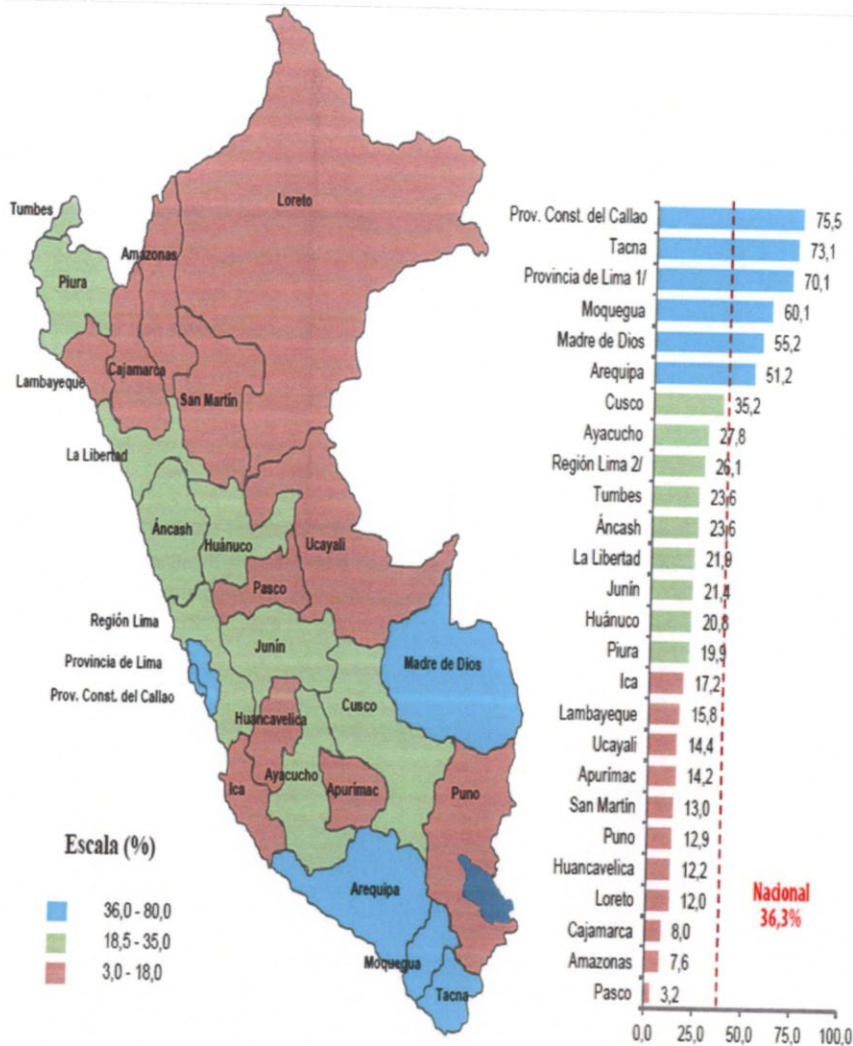 Loreto
Tumbes
Amazonas
Piura
Lambayeque
Cajamarca
San Martín
La Libertad
Áncash
Huánuco
Ucayali
Pasco
Región Lima
Junín
Provincia de Lima
Madre de Dios
Prov. Const. del Callao
Cusco
Huancavelica
Ayacucho
Ica
Apurímac
Puno
Arequipa
Moquegua
Tacna
Escala (%)
36,0 - 80,0
18,5 - 35,0
3,0 - 18,0
Prov. Const. del Callao 75,5
Tacna 73,1
Provincia de Lima 1/ 70,1
Moquegua 60,1
Madre de Dios 55,2
Arequipa 51,2
Cusco 35,2
Ayacucho 27,8
Región Lima 2/ 26,1
Tumbes 23,6
Áncash 23,6
La Libertad 21,9
Junín 21,4
Huánuco 20,8
Piura 19,9
Ica 17,2
Lambayeque 15,8
Ucayali 14,4
Apurímac 14,2
San Martín 13,0
Puno 12,9
Huancavelica 12,2
Loreto 12,0
Cajamarca 8,0
Amazonas 7,6
Pasco 3,2
Nacional
36,3%
0,0 25,0 50,0 75,0 100,0